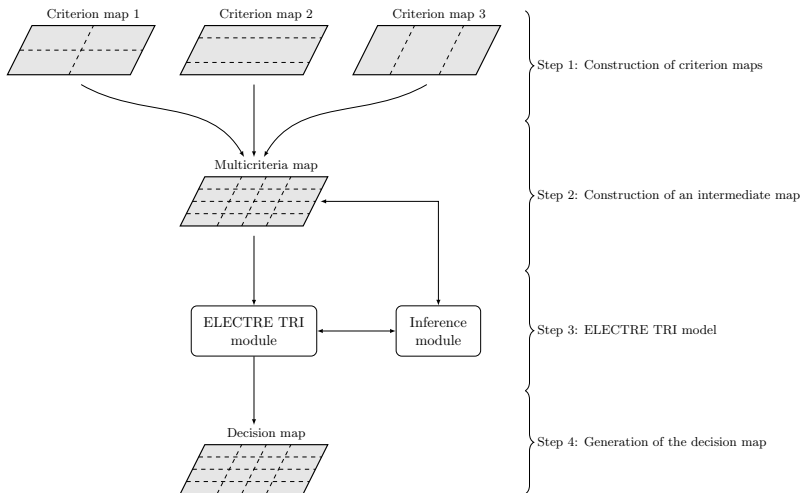 Criterion map 1
Criterion map 2
Criterion map 3
Step 1: Construction of criterion maps
Multicriteria map
Step 2: Construction of an intermediate map
ELECTRE TRI
module
Inference
module
Step 3: ELECTRE TRI model
Decision map
Step 4: Generation of the decision map